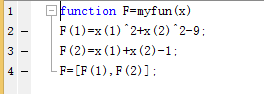 1 function F=myfun(x)
2 – F(1)=x(1)^2+x(2)^2-9;
3 – F(2)=x(1)+x(2)-1;
4 – F=[F(1),F(2)];